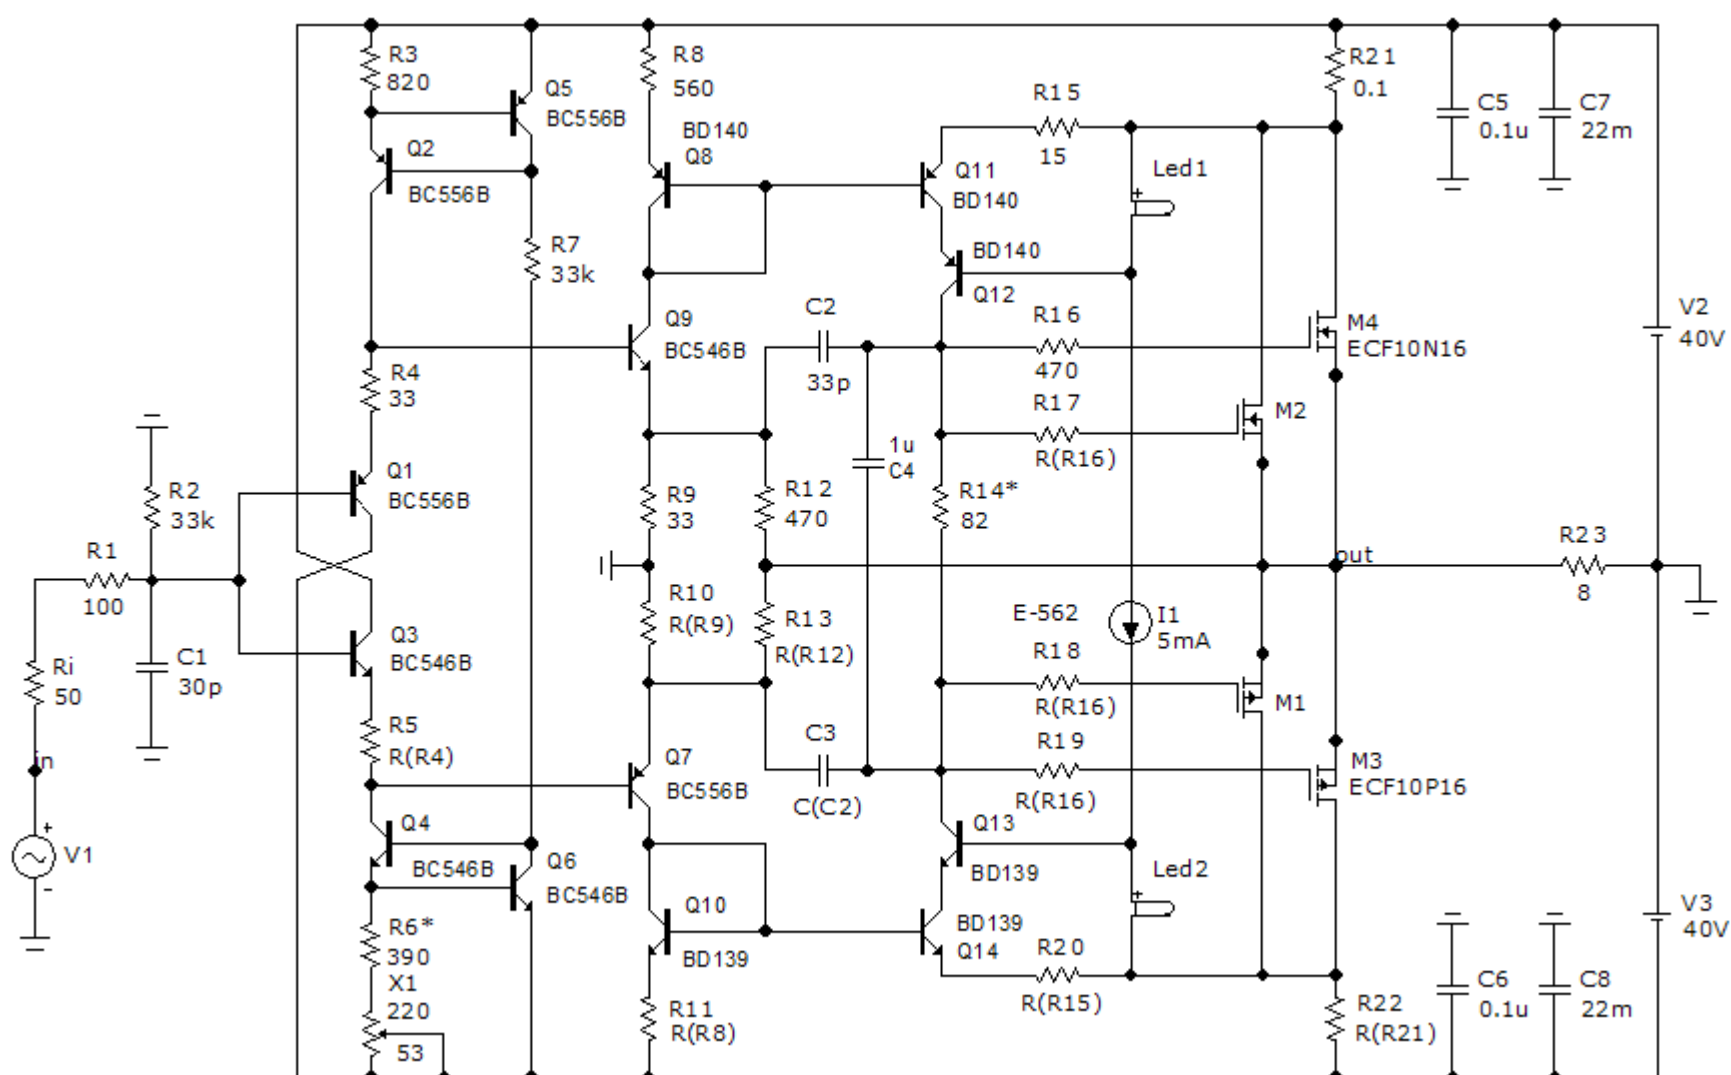 R3
820
Q5
BC556B
Q2
BC556B
R7
33k
R8
560
BD140
Q8
R15
15
Q11
BD140
Led1
BD140
Q12
R21
0.1
C5
0.1u
C7
22m
Q9
BC546B
C2
33p
R16
470
M4
ECF10N16
V2
40V
R4
33
R17
R(R16)
M2
1u
C4
Q1
BC556B
R2
33k
R9
33
R12
470
R14*
82
R1
100
out
R23
8
R10
R(R9)
R13
R(R12)
E-562
I1
5mA
Q3
BC546B
Ri
50
C1
30p
R18
R(R16)
M1
R5
R(R4)
in
Q7
BC556B
C3
C(C2)
R19
R(R16)
M3
ECF10P16
+
V1
-
Q4
BC546B
Q6
BC546B
Q13
BD139
Led2
Q10
BD139
BD139
Q14
R20
R(R15)
V3
40V
R6*
390
X1
220
53
R11
R(R8)
R22
R(R21)
C6
0.1u
C8
22m